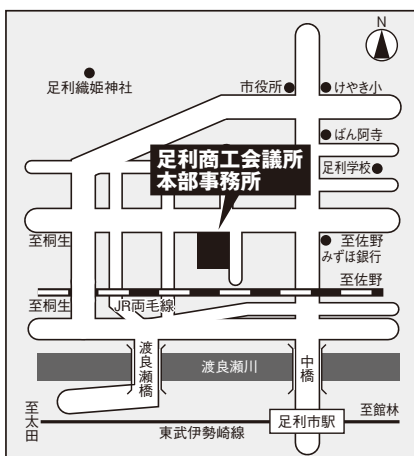 N
足利織姫神社
市役所
けやき小
ばん阿寺
足利商工会議所
本部事務所
足利学校
至桐生
至佐野
みずほ銀行
至佐野
至桐生
JR両毛線
渡良瀬橋
渡良瀬川
中橋
至太田
東武伊勢崎線
足利市駅
至館林